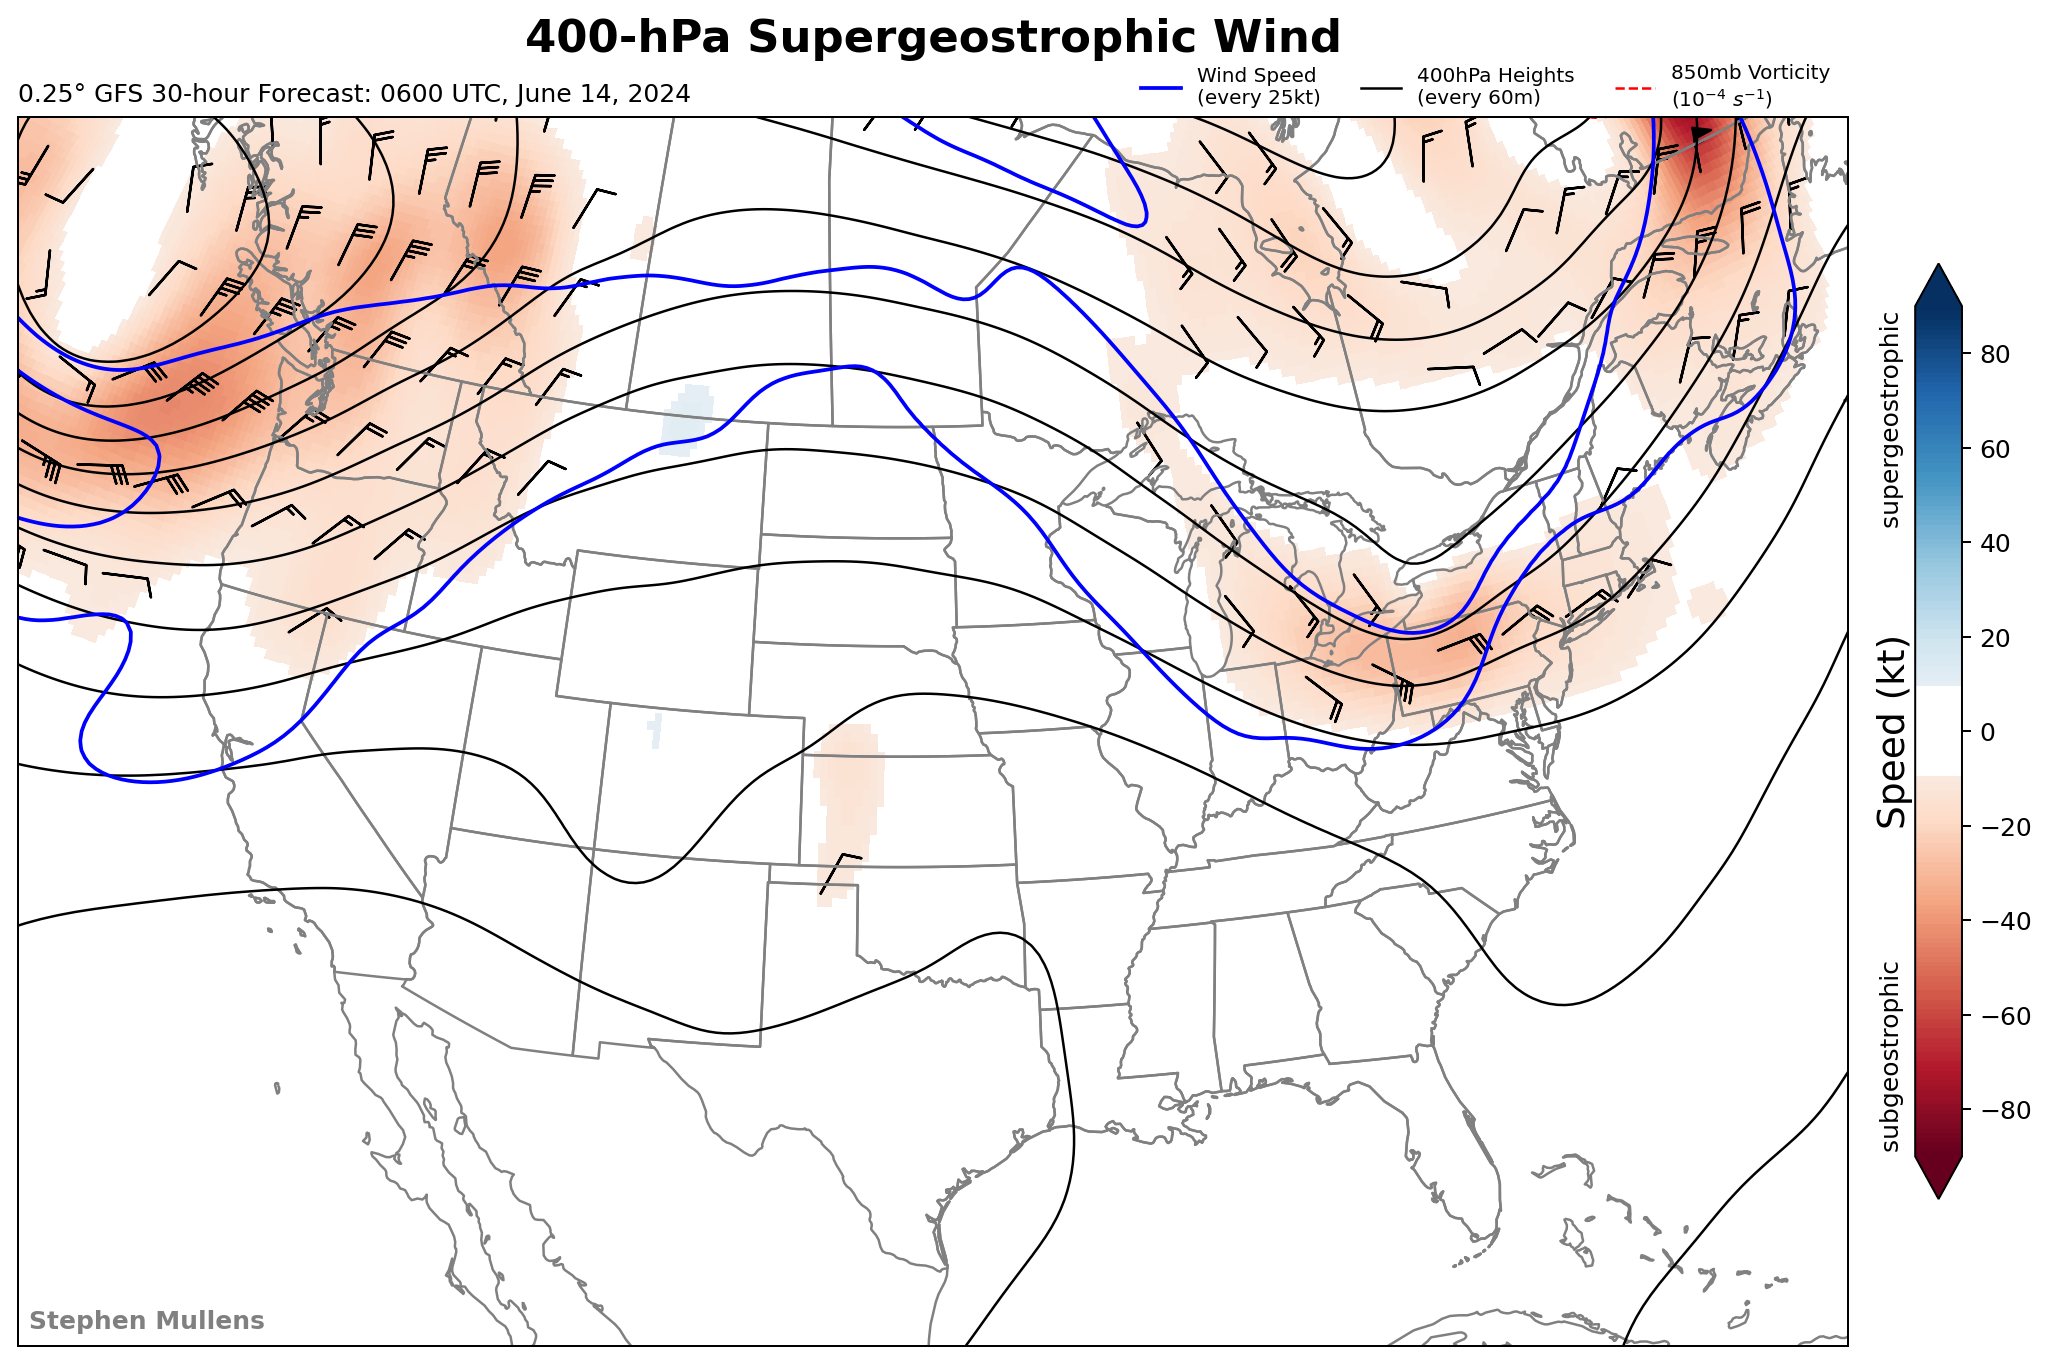 400-hPa Supergeostrophic Wind
0.25° GFS 30-hour Forecast: 0600 UTC, June 14, 2024
Wind Speed
(every 25kt)
400hPa Heights
(every 60m)
850mb Vorticity
(10⁻⁴ s⁻¹)
supergeostrophic
Speed (kt)
subgeostrophic
80
60
40
20
0
−20
−40
−60
−80
Stephen Mullens